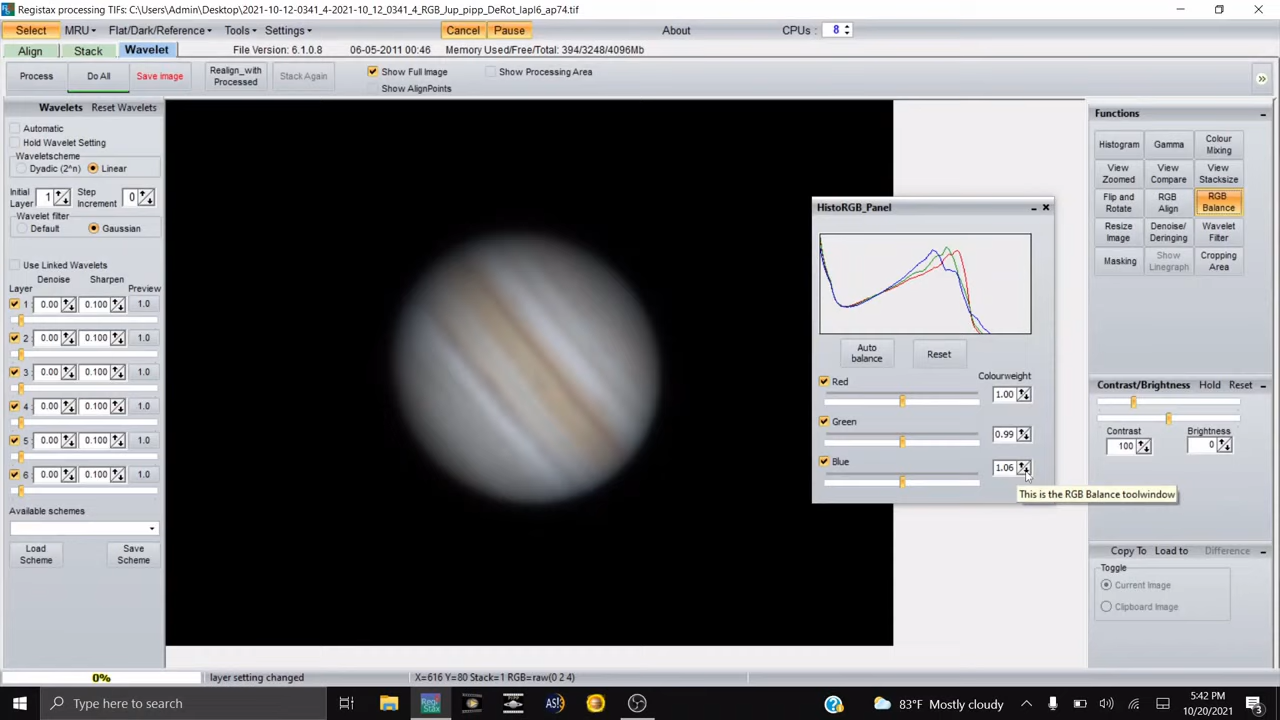 Registax processing TIFs: C:\Users\Admin\Desktop\2021-10-12-0341_4-2021-10_12_0341_4_RGB_Jup_pipp_DeRot_lapl6_ap74.tif
Select MRU Flat/Dark/Reference Tools Settings Cancel Pause About CPUs: 8
Align Stack Wavelet File Version: 6.1.0.8 06-05-2011 00:46 Memory Used/Free/Total: 394/3248/4096Mb
Process Do All Save image Realign_with Processed Stack Again Show Full Image Show Processing Area
Show AlignPoints
Wavelets Reset Wavelets
Automatic
Hold Wavelet Setting
Waveletscheme
Dyadic (2^n) Linear
Initial Layer 1 Step Increment 0
Wavelet filter
Default Gaussian
Use Linked Wavelets
Denoise Sharpen
Layer Preview
1 0.00 0.100 1.0
2 0.00 0.100 1.0
3 0.00 0.100 1.0
4 0.00 0.100 1.0
5 0.00 0.100 1.0
6 0.00 0.100 1.0
Available schemes
Load Scheme Save Scheme
HistoRGB_Panel
Auto balance Reset
Colourweight
Red 1.00
Green 0.99
Blue 1.06
This is the RGB Balance toolwindow
Functions
Histogram Gamma Colour Mixing
View Zoomed View Compare View Stacksize
Flip and Rotate RGB Align RGB Balance
Resize Image Denoise/Deringing Wavelet Filter
Masking Show Linegraph Cropping Area
Contrast/Brightness Hold Reset
Contrast Brightness
100 0
Copy To Load to Difference
Toggle
Current Image
Clipboard Image
0% layer setting changed X=616 Y=80 Stack=1 RGB=raw(0 2 4)
Type here to search
Mostly cloudy
5:42 PM
10/20/2021
3